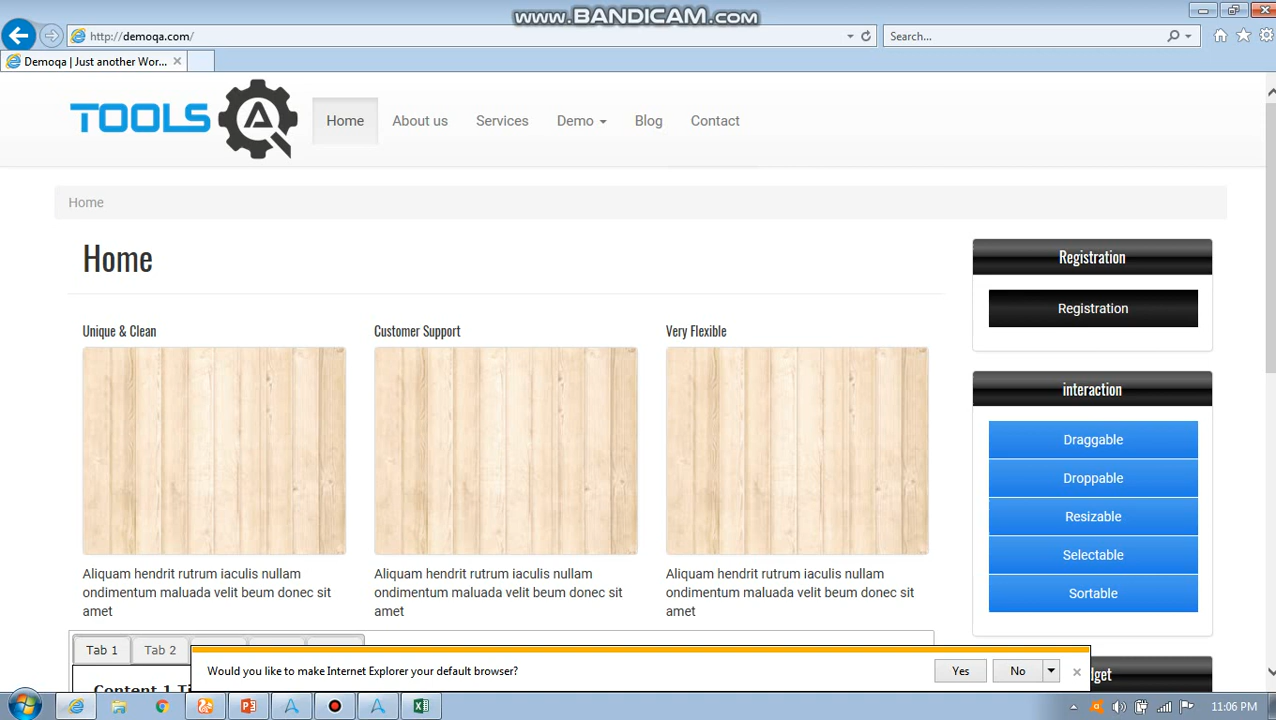 www.BANDICAM.com
http://demoqa.com/
Search...
Demoqa | Just another Wor...
TOOLS QA
Home
About us
Services
Demo
Blog
Contact
Home
Home
Unique & Clean
Customer Support
Very Flexible
Aliquam hendrit rutrum iaculis nullam
ondimentum maluada velit beum donec sit
amet
Aliquam hendrit rutrum iaculis nullam
ondimentum maluada velit beum donec sit
amet
Aliquam hendrit rutrum iaculis nullam
ondimentum maluada velit beum donec sit
amet
Registration
Registration
interaction
Draggable
Droppable
Resizable
Selectable
Sortable
Tab 1
Tab 2
Content 1
Would you like to make Internet Explorer your default browser?
Yes
No
11:06 PM